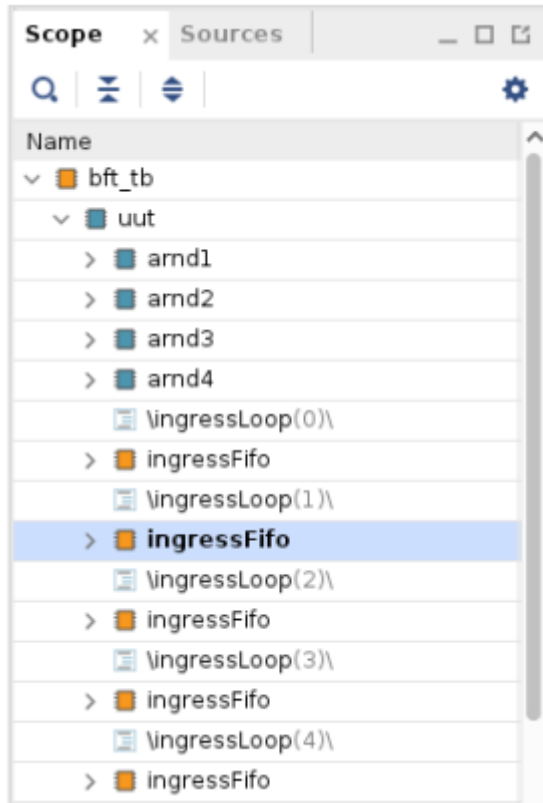 Scope Sources
Name
bft_tb
uut
arnd1
arnd2
arnd3
arnd4
\ingressLoop(0)\
ingressFifo
\ingressLoop(1)\
ingressFifo
\ingressLoop(2)\
ingressFifo
\ingressLoop(3)\
ingressFifo
\ingressLoop(4)\
ingressFifo